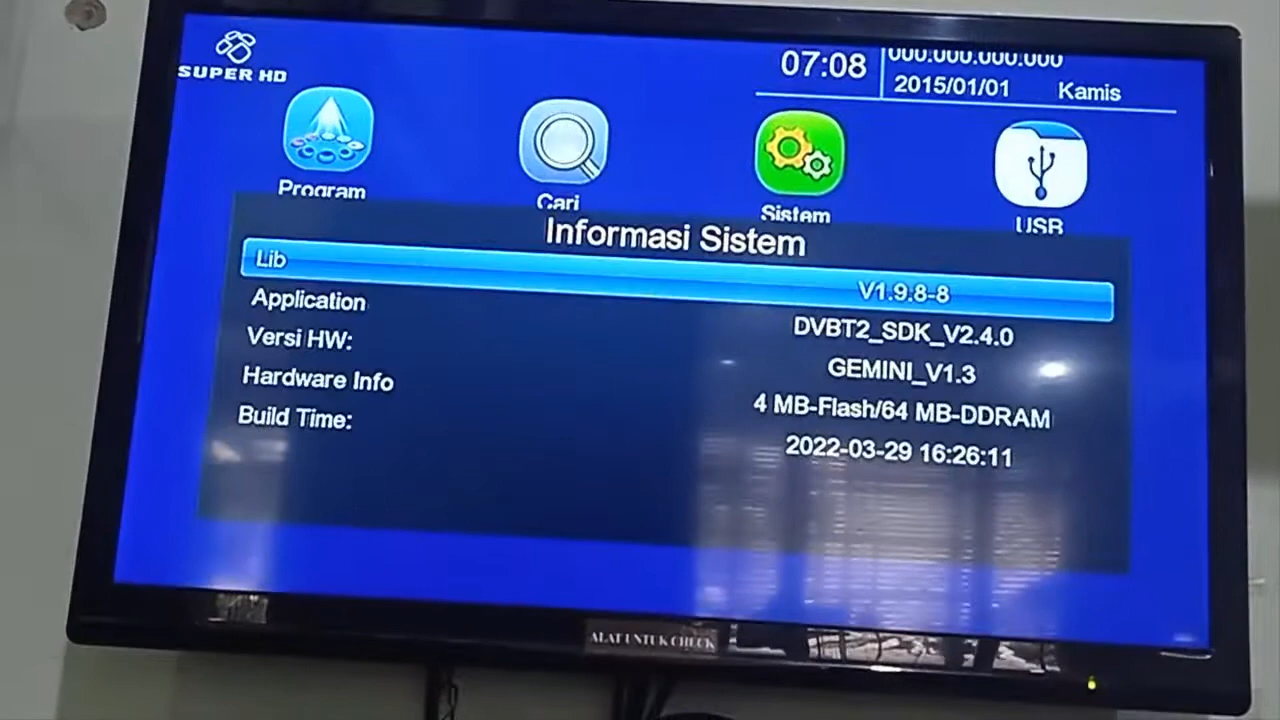 SUPER HD
07:08
000.000.000.000
2015/01/01 Kamis
Program
Cari
Sistem
USB
Informasi Sistem
Lib V1.9.8-8
Application DVBT2_SDK_V2.4.0
Versi HW: GEMINI_V1.3
Hardware Info 4 MB-Flash/64 MB-DDRAM
Build Time: 2022-03-29 16:26:11
ALAT UNTUK CHECK